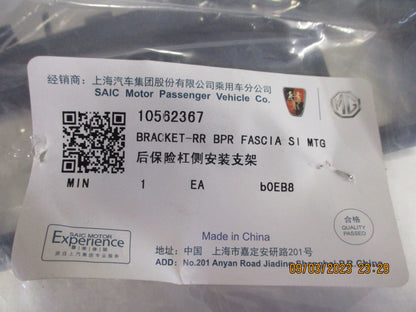 经销商：上海汽车集团股份有限公司乘用车分公司
SAIC Motor Passenger Vehicle Co.
MG
10562367
BRACKET-RR BPR FASCIA SI MTG
后保险杠侧安装支架
MIN 1 EA b0EB8
SAIC MOTOR
Experience
Made in China
合格
QUALITY
PASSED
地址：中国 上海市嘉定安研路201号
ADD: No.201 Anyan Road Jiading Shanghai P.R China
09/03/2023 23:29